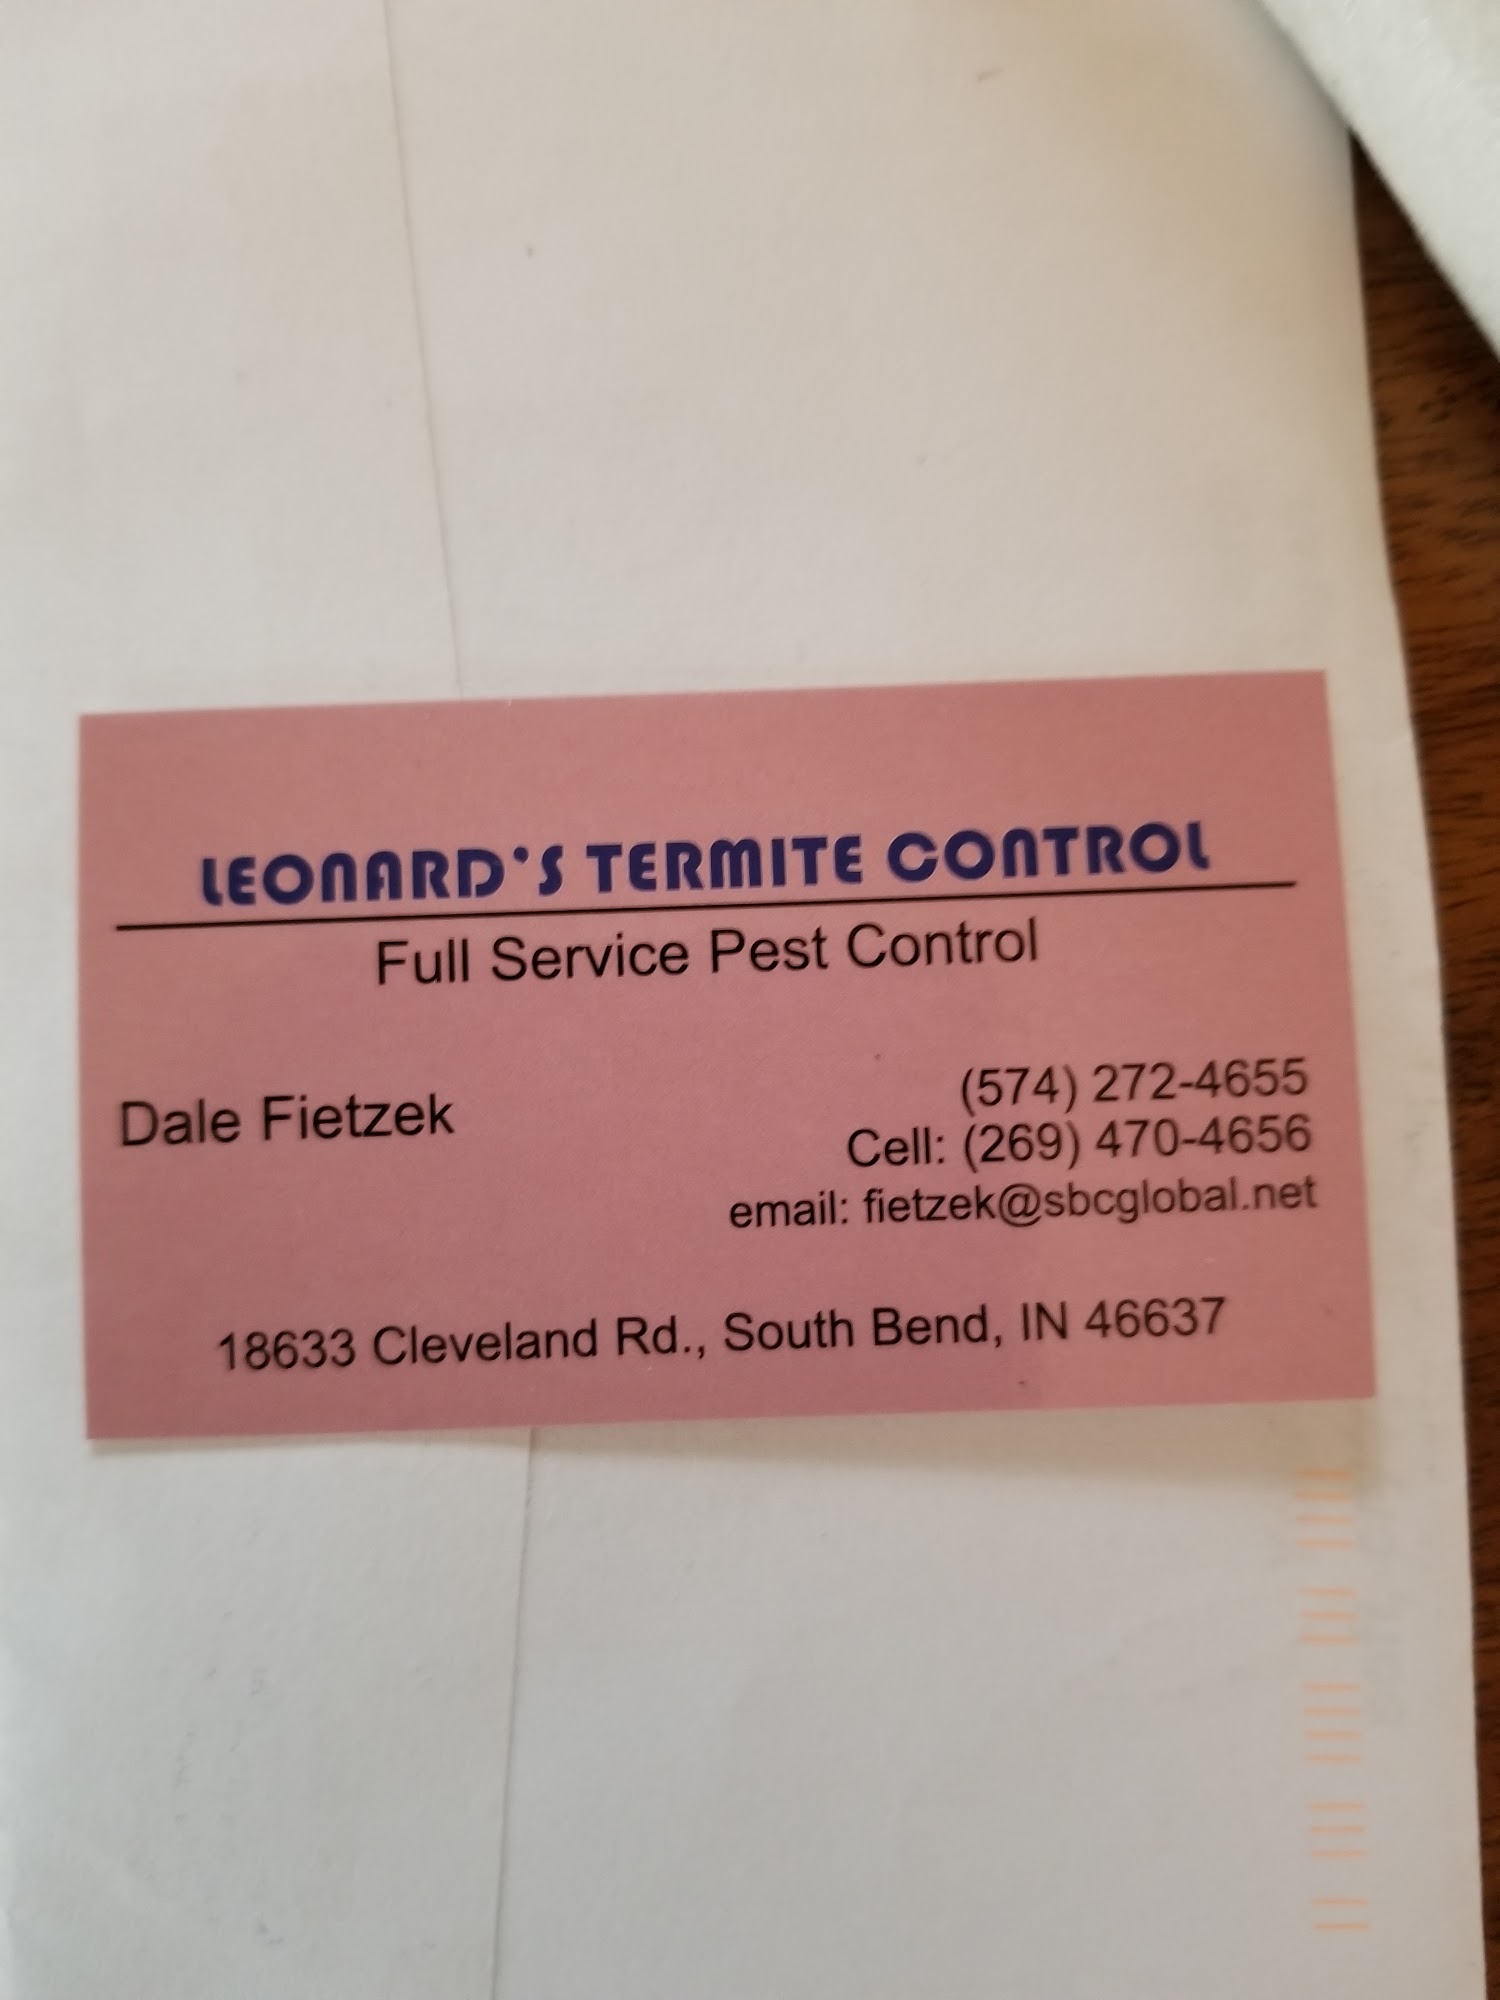 LEONARD'S TERMITE CONTROL
Full Service Pest Control
Dale Fietzek
(574) 272-4655
Cell: (269) 470-4656
email: fietzek@sbcglobal.net
18633 Cleveland Rd., South Bend, IN 46637